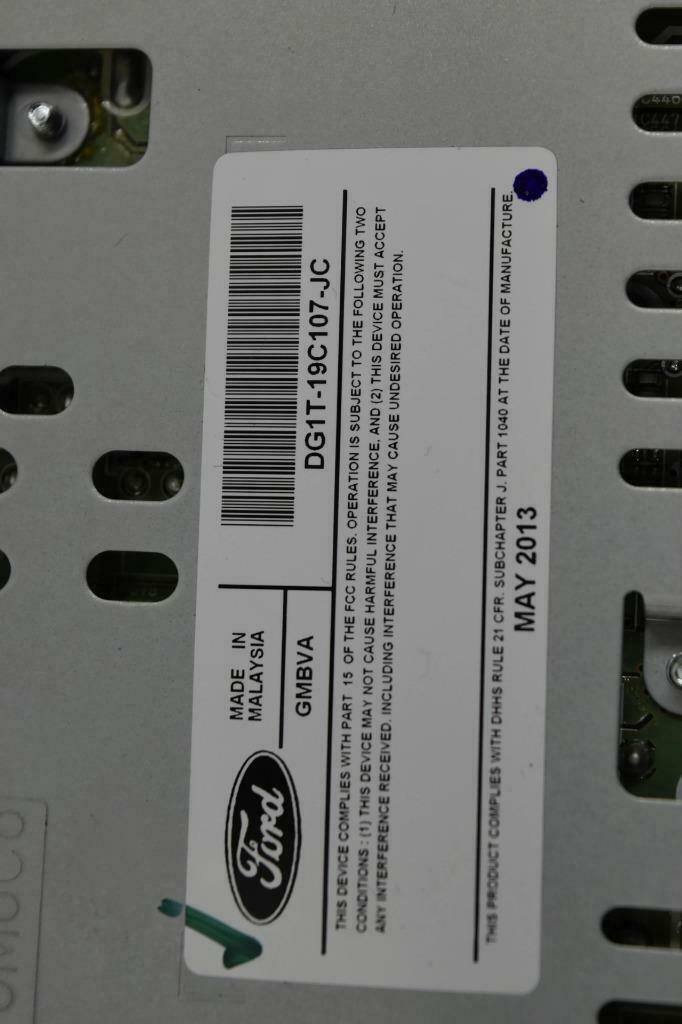 Ford
MADE IN
MALAYSIA
GMBVA
DG1T-19C107-JC
THIS DEVICE COMPLIES WITH PART 15 OF THE FCC RULES. OPERATION IS SUBJECT TO THE FOLLOWING TWO
CONDITIONS : (1) THIS DEVICE MAY NOT CAUSE HARMFUL INTERFERENCE, AND (2) THIS DEVICE MUST ACCEPT
ANY INTERFERENCE RECEIVED. INCLUDING INTERFERENCE THAT MAY CAUSE UNDESIRED OPERATION.
THIS PRODUCT COMPLIES WITH DHHS RULE 21 CFR. SUBCHAPTER J. PART 1040 AT THE DATE OF MANUFACTURE.
MAY 2013
C440
C447